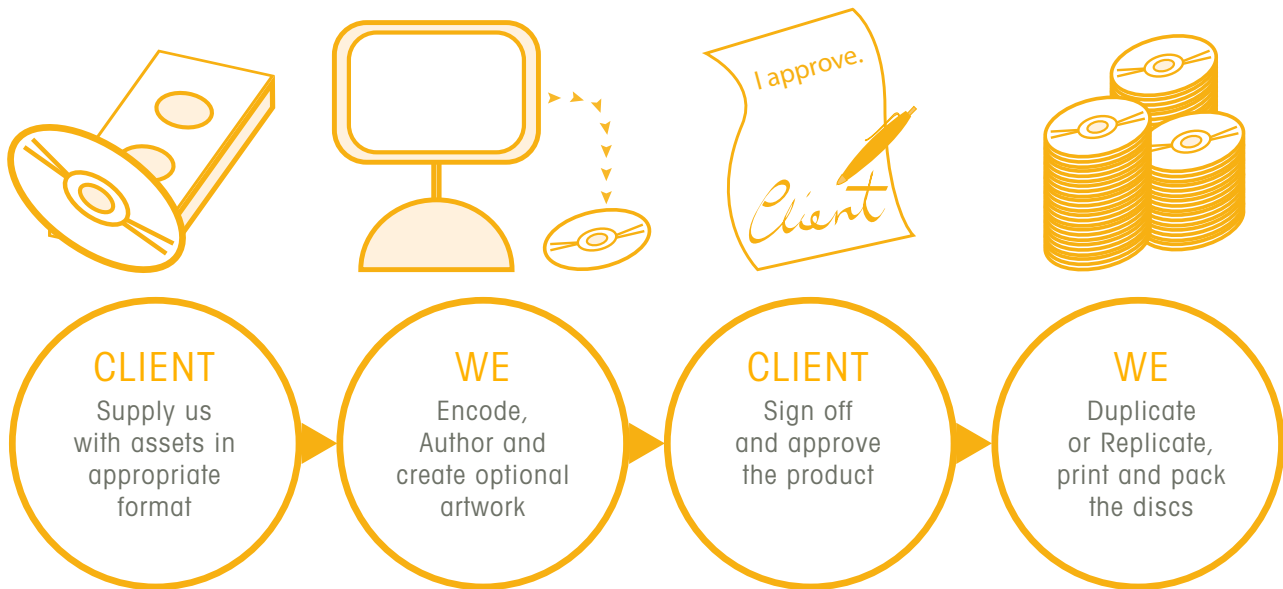 I approve.
Client
CLIENT
Supply us
with assets in
appropriate
format
WE
Encode,
Author and
create optional
artwork
CLIENT
Sign off
and approve
the product
WE
Duplicate
or Replicate,
print and pack
the discs